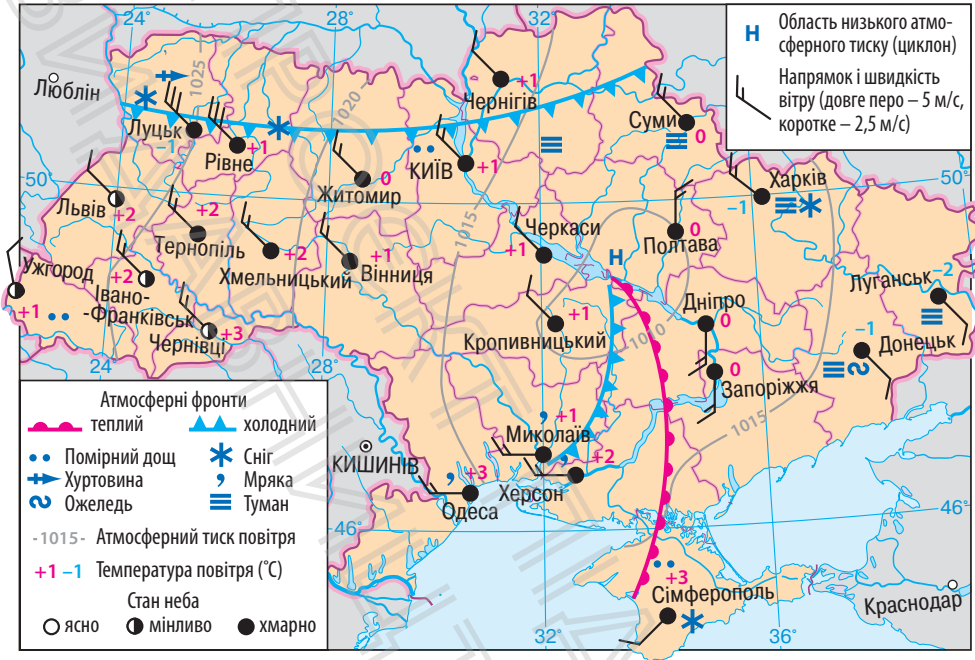 24°
28°
32°
Н Область низького атмо-
сферного тиску (циклон)
Напрямок і швидкість
вітру (довге перо – 5 м/с,
коротке – 2,5 м/с)
Люблін
1025
1020
Чернігів
+1
Луцьк
–1
Рівне
+1
Суми
0
КИЇВ
+1
Житомир
0
50°
50°
Харків
–1
Львів
+2
Тернопіль
+2
Хмельницький
+2
Вінниця
+1
1015
Черкаси
+1
Полтава
0
Н
Ужгород
+1
Івано-
-Франківськ
+2
Чернівці
+3
Кропивницький
+1
1010
Дніпро
0
Луганськ
–2
Донецьк
–1
Запоріжжя
0
24°
28°
1015
Миколаїв
+1
КИШИНІВ
Херсон
+2
Одеса
+3
46°
46°
Сімферополь
+3
Краснодар
32°
36°
Атмосферні фронти
теплий
холодний
Помірний дощ
Сніг
Хуртовина
Мряка
Ожеледь
Туман
-1015- Атмосферний тиск повітря
+1 –1 Температура повітря (°С)
Стан неба
ясно
мінливо
хмарно